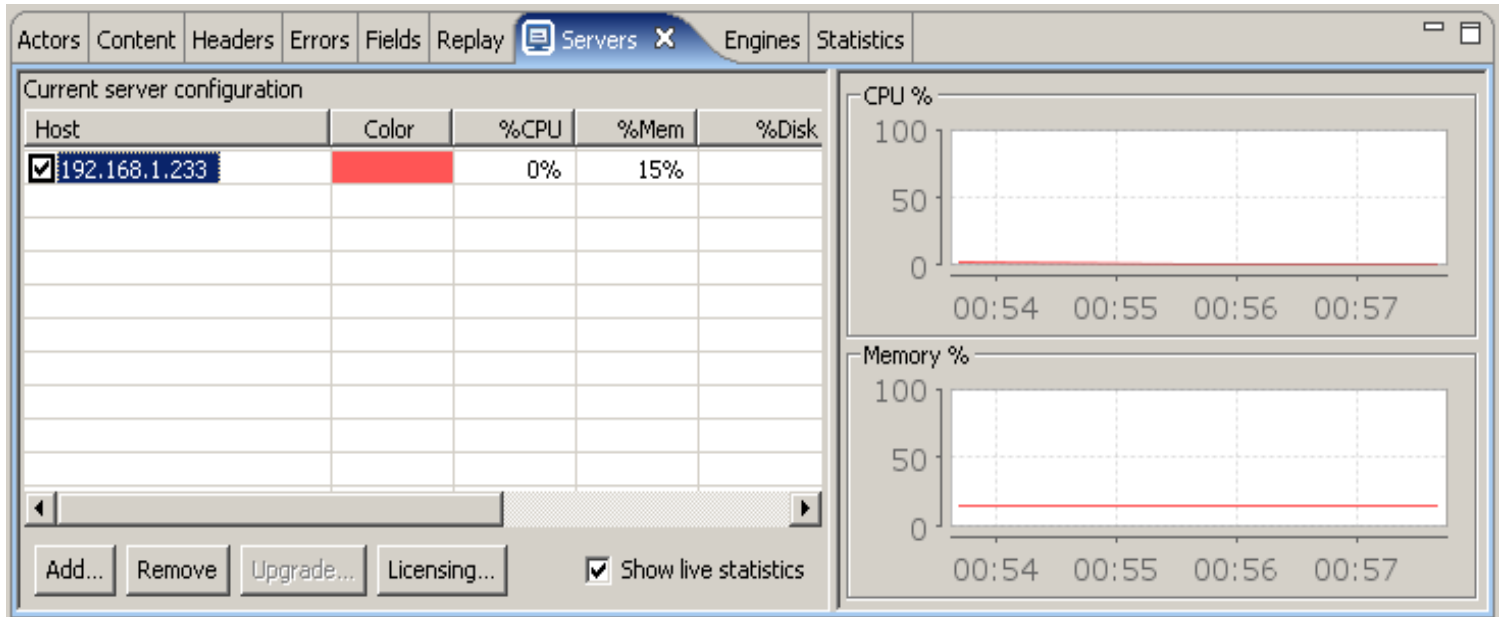 Actors Content Headers Errors Fields Replay Servers Engines Statistics
Current server configuration
Host Color %CPU %Mem %Disk
192.168.1.233 0% 15%
Add... Remove Upgrade... Licensing... Show live statistics
CPU %
100
50
0
00:54 00:55 00:56 00:57
Memory %
100
50
0
00:54 00:55 00:56 00:57